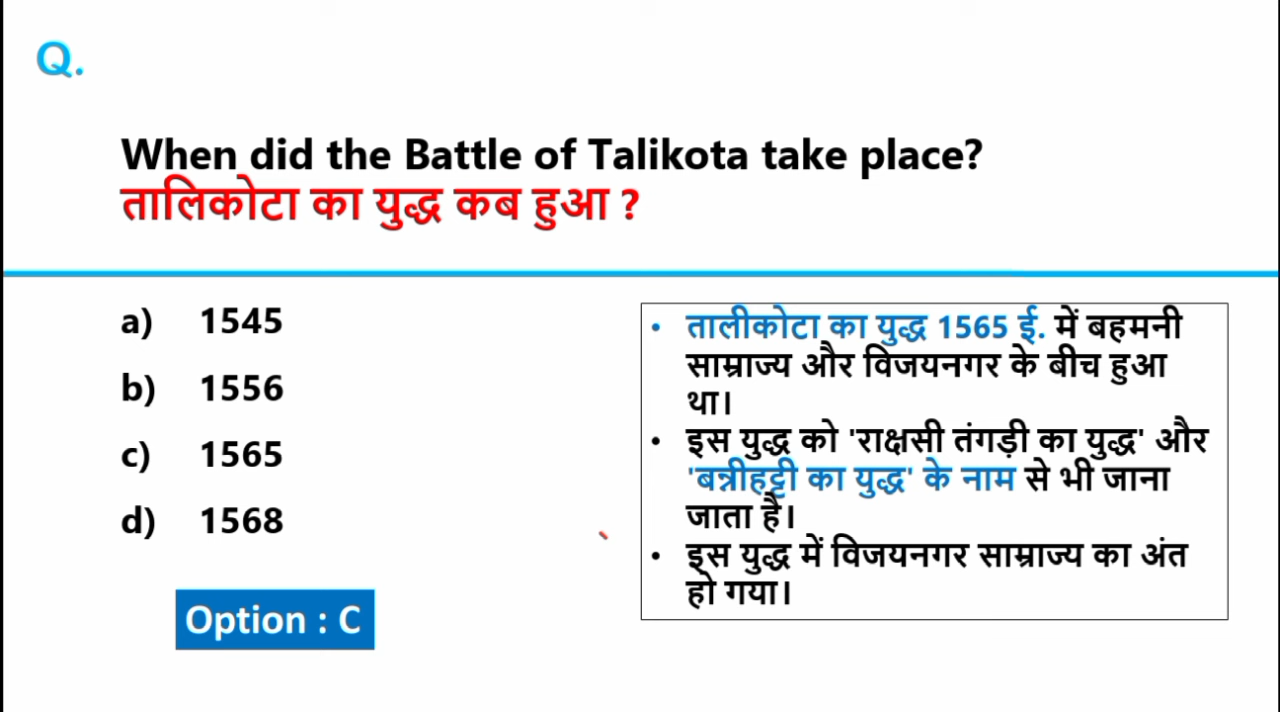 Q.
When did the Battle of Talikota take place?
तालिकोटा का युद्ध कब हुआ ?
a) 1545
b) 1556
c) 1565
d) 1568
Option : C
• तालीकोटा का युद्ध 1565 ई. में बहमनी
साम्राज्य और विजयनगर के बीच हुआ
था।
• इस युद्ध को 'राक्षसी तंगड़ी का युद्ध' और
'बन्नीहट्टी का युद्ध' के नाम से भी जाना
जाता है।
• इस युद्ध में विजयनगर साम्राज्य का अंत
हो गया।